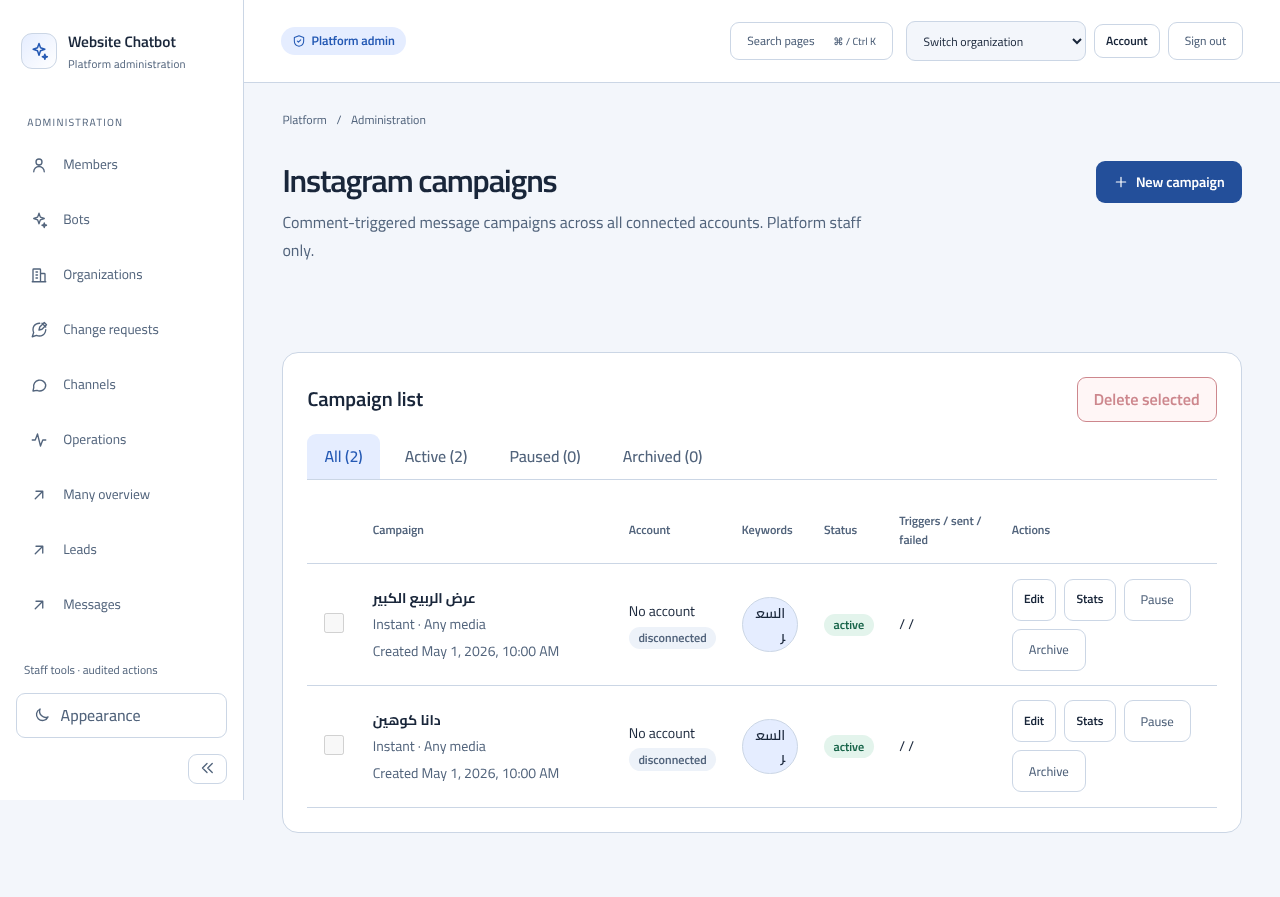 Website Chatbot
Platform administration
ADMINISTRATION
Members
Bots
Organizations
Change requests
Channels
Operations
Many overview
Leads
Messages
Staff tools · audited actions
Appearance
Platform admin
Search pages ⌘ / Ctrl K
Switch organization
Account
Sign out
Platform / Administration
Instagram campaigns
+ New campaign
Comment-triggered message campaigns across all connected accounts. Platform staff
only.
Campaign list
Delete selected
All (2) Active (2) Paused (0) Archived (0)
Campaign Account Keywords Status Triggers / sent / failed Actions
عرض الربيع الكبير
Instant · Any media
Created May 1, 2026, 10:00 AM
No account
disconnected
السع
ر
active
/ /
Edit Stats Pause
Archive
دانا كوهين
Instant · Any media
Created May 1, 2026, 10:00 AM
No account
disconnected
السع
ر
active
/ /
Edit Stats Pause
Archive